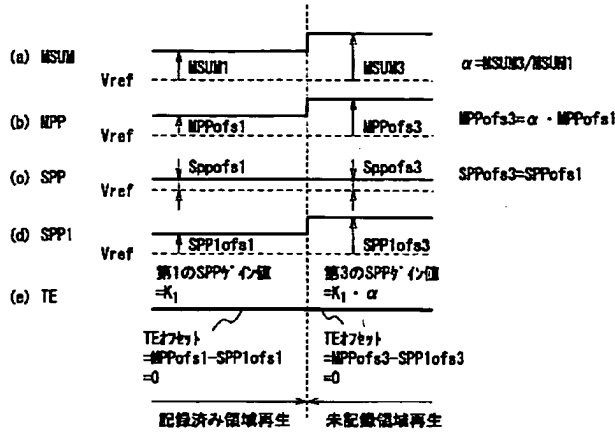 (a) MSUM
MSUM1
MSUM3
α=MSUM3/MSUM1
Vref
(b) MPP
MPPofs1
MPPofs3
MPPofs3=α・MPPofs1
Vref
(c) SPP
Sppofs1
Sppofs3
SPPofs3=SPPofs1
Vref
(d) SPP1
SPP1ofs1
SPP1ofs3
Vref
第1のSPPゲイン値
=K₁
第3のSPPゲイン値
=K₁・α
(e) TE
TEオフセット
=MPPofs1-SPP1ofs1
=0
TEオフセット
=MPPofs3-SPP1ofs3
=0
記録済み領域再生
未記録領域再生